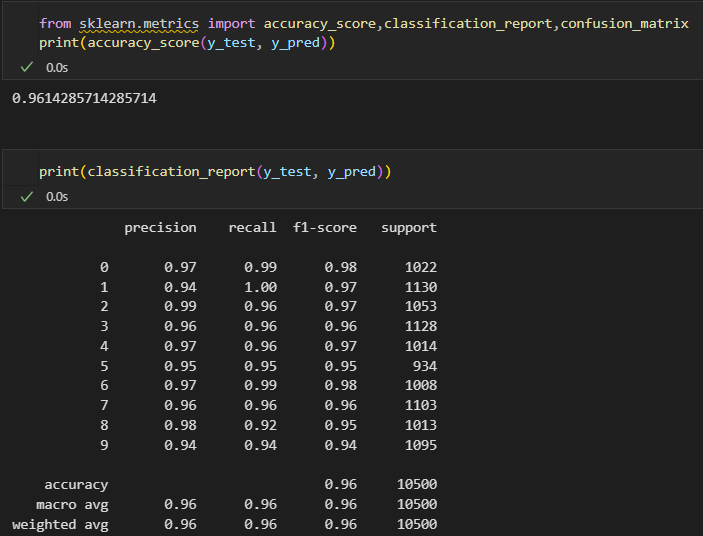 from sklearn.metrics import accuracy_score,classification_report,confusion_matrix
print(accuracy_score(y_test, y_pred))
0.0s
0.9614285714285714
print(classification_report(y_test, y_pred))
0.0s
precision recall f1-score support
0 0.97 0.99 0.98 1022
1 0.94 1.00 0.97 1130
2 0.99 0.96 0.97 1053
3 0.96 0.96 0.96 1128
4 0.97 0.96 0.97 1014
5 0.95 0.95 0.95 934
6 0.97 0.99 0.98 1008
7 0.96 0.96 0.96 1103
8 0.98 0.92 0.95 1013
9 0.94 0.94 0.94 1095
accuracy 0.96 10500
macro avg 0.96 0.96 0.96 10500
weighted avg 0.96 0.96 0.96 10500